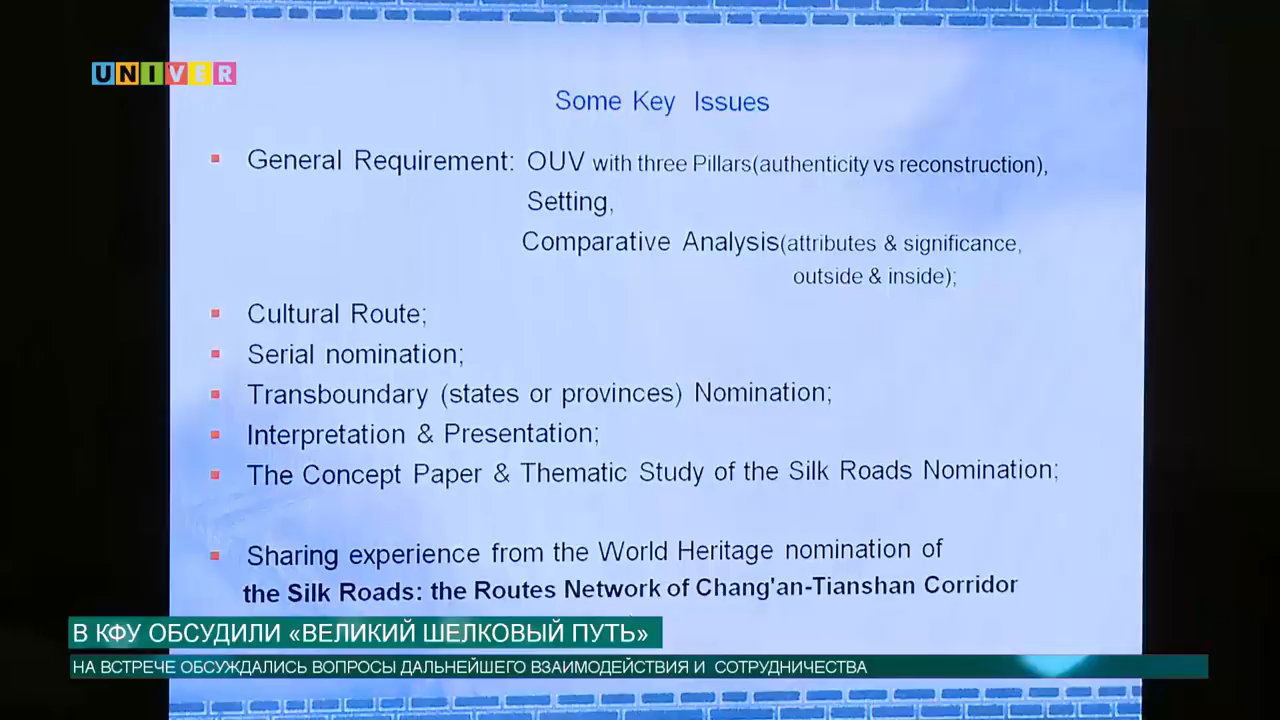 UNIVER
Some Key Issues
▪ General Requirement: OUV with three Pillars(authenticity vs reconstruction),
Setting,
Comparative Analysis(attributes & significance,
outside & inside);
▪ Cultural Route;
▪ Serial nomination;
▪ Transboundary (states or provinces) Nomination;
▪ Interpretation & Presentation;
▪ The Concept Paper & Thematic Study of the Silk Roads Nomination;
▪ Sharing experience from the World Heritage nomination of
the Silk Roads: the Routes Network of Chang'an-Tianshan Corridor
В КФУ ОБСУДИЛИ «ВЕЛИКИЙ ШЕЛКОВЫЙ ПУТЬ»
НА ВСТРЕЧЕ ОБСУЖДАЛИСЬ ВОПРОСЫ ДАЛЬНЕЙШЕГО ВЗАИМОДЕЙСТВИЯ И СОТРУДНИЧЕСТВА